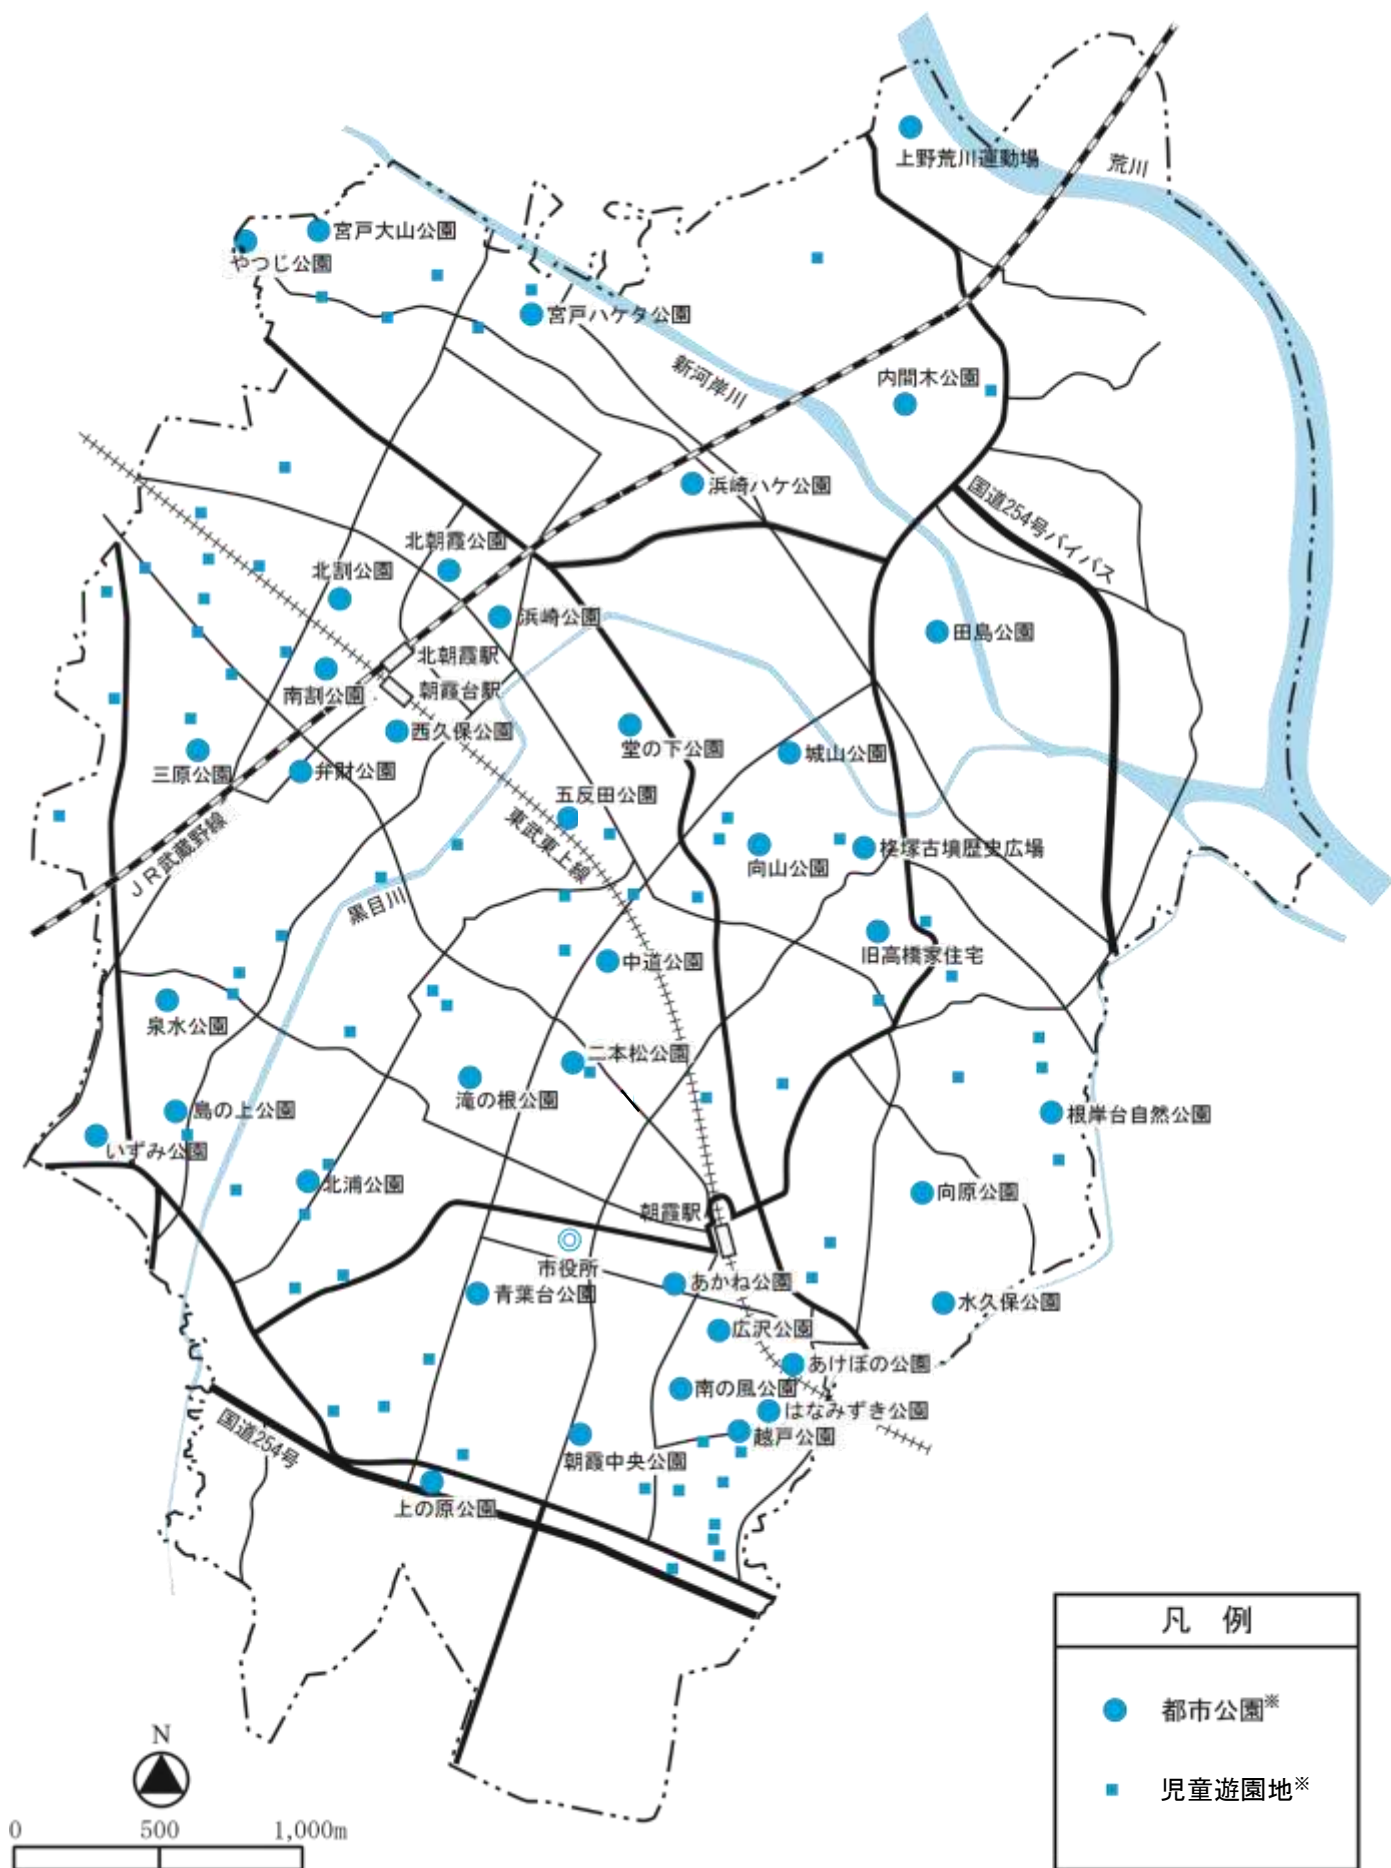 上野荒川運動場
荒川
宮戸大山公園
やつじ公園
宮戸ハケタ公園
新河岸川
内間木公園
浜崎ハケ公園
国道254号バイパス
北朝霞公園
北割公園
浜崎公園
田島公園
北朝霞駅
南割公園
朝霞台駅
西久保公園
堂の下公園
城山公園
三原公園
弁財公園
五反田公園
東武東上線
JR武蔵野線
向山公園
柊塚古墳歴史広場
黒目川
旧高橋家住宅
中道公園
泉水公園
二本松公園
滝の根公園
島の上公園
根岸台自然公園
いずみ公園
北浦公園
向原公園
朝霞駅
市役所
あかね公園
青葉台公園
水久保公園
広沢公園
あけぼの公園
南の風公園
はなみずき公園
越戸公園
国道254号
朝霞中央公園
上の原公園
凡 例
都市公園※
児童遊園地※
N
0 500 1,000m